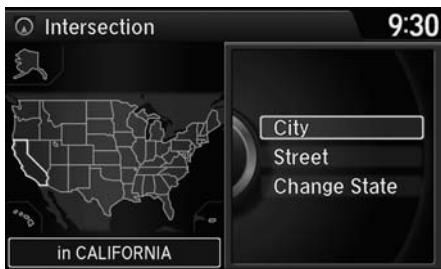 Intersection
9:30
City
Street
Change State
in CALIFORNIA